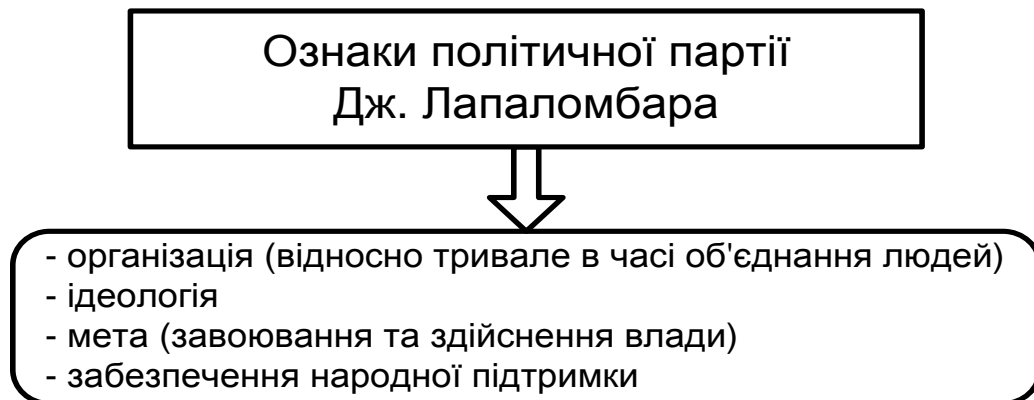 Ознаки політичної партії
Дж. Лапаломбара
- організація (відносно тривале в часі об'єднання людей)
- ідеологія
- мета (завоювання та здійснення влади)
- забезпечення народної підтримки